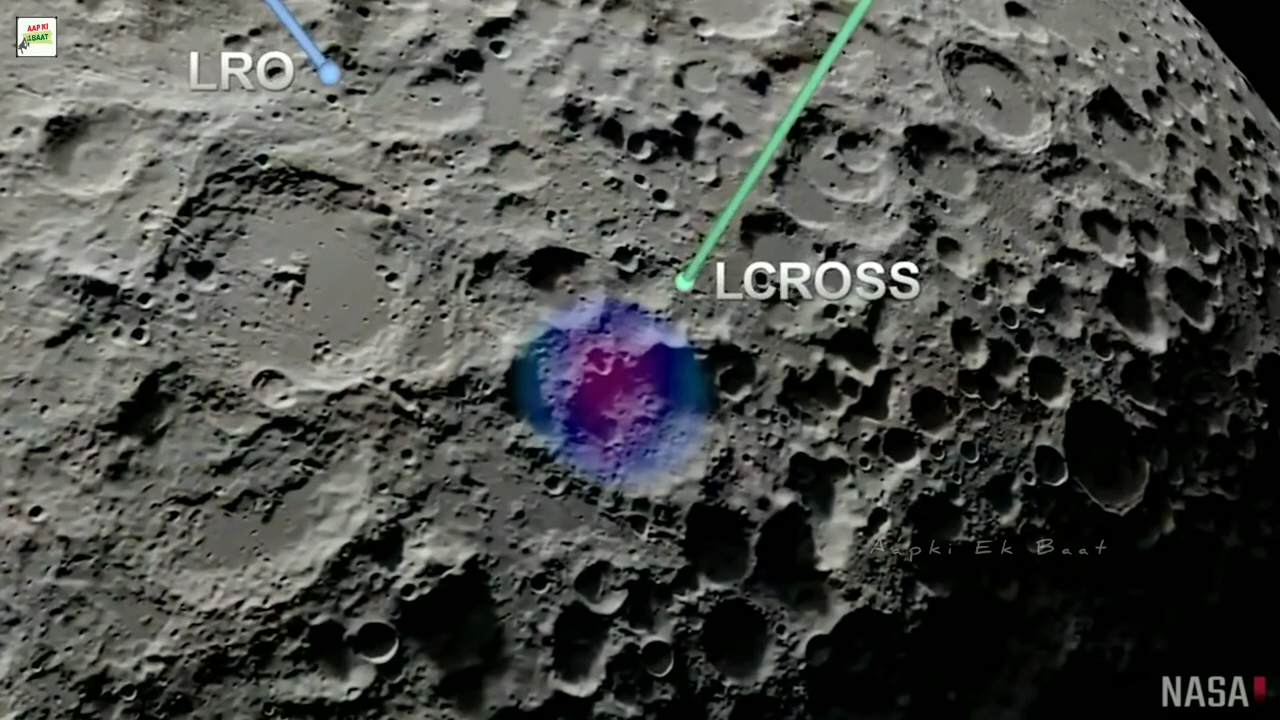 AAP KI
BAAT
LRO
LCROSS
Aapki Ek Baat
NASA